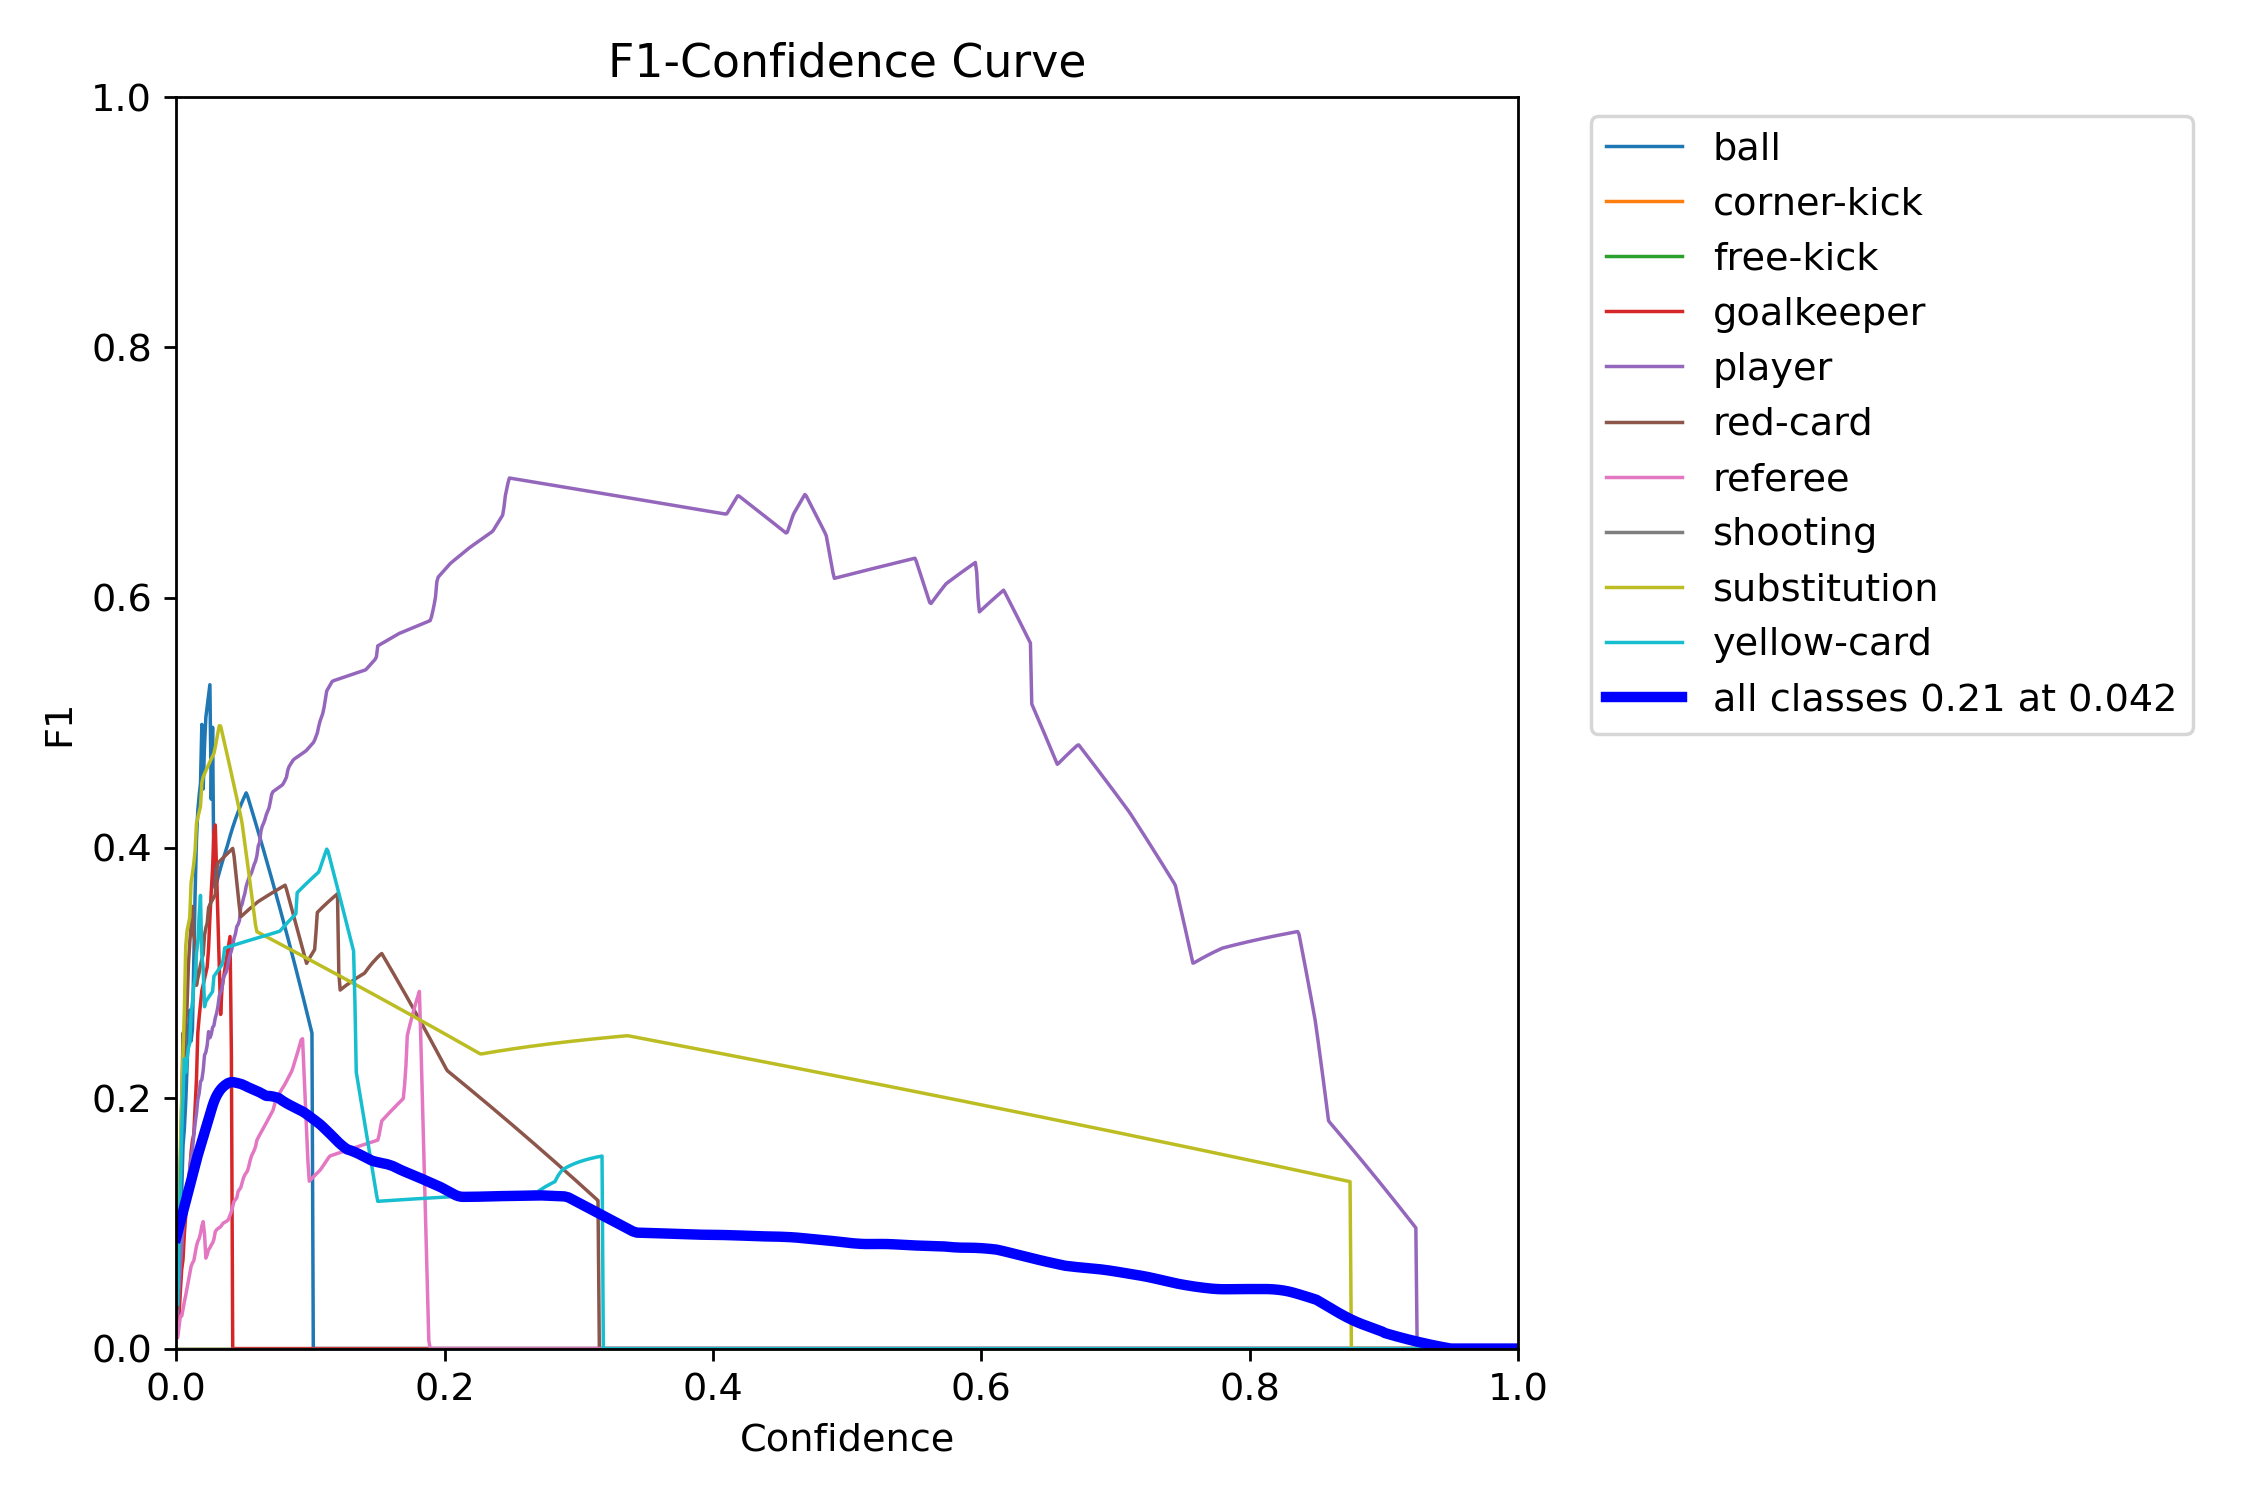 F1-Confidence Curve
1.0
0.8
0.6
0.4
0.2
0.0
F1
0.0 0.2 0.4 0.6 0.8 1.0
Confidence
ball
corner-kick
free-kick
goalkeeper
player
red-card
referee
shooting
substitution
yellow-card
all classes 0.21 at 0.042